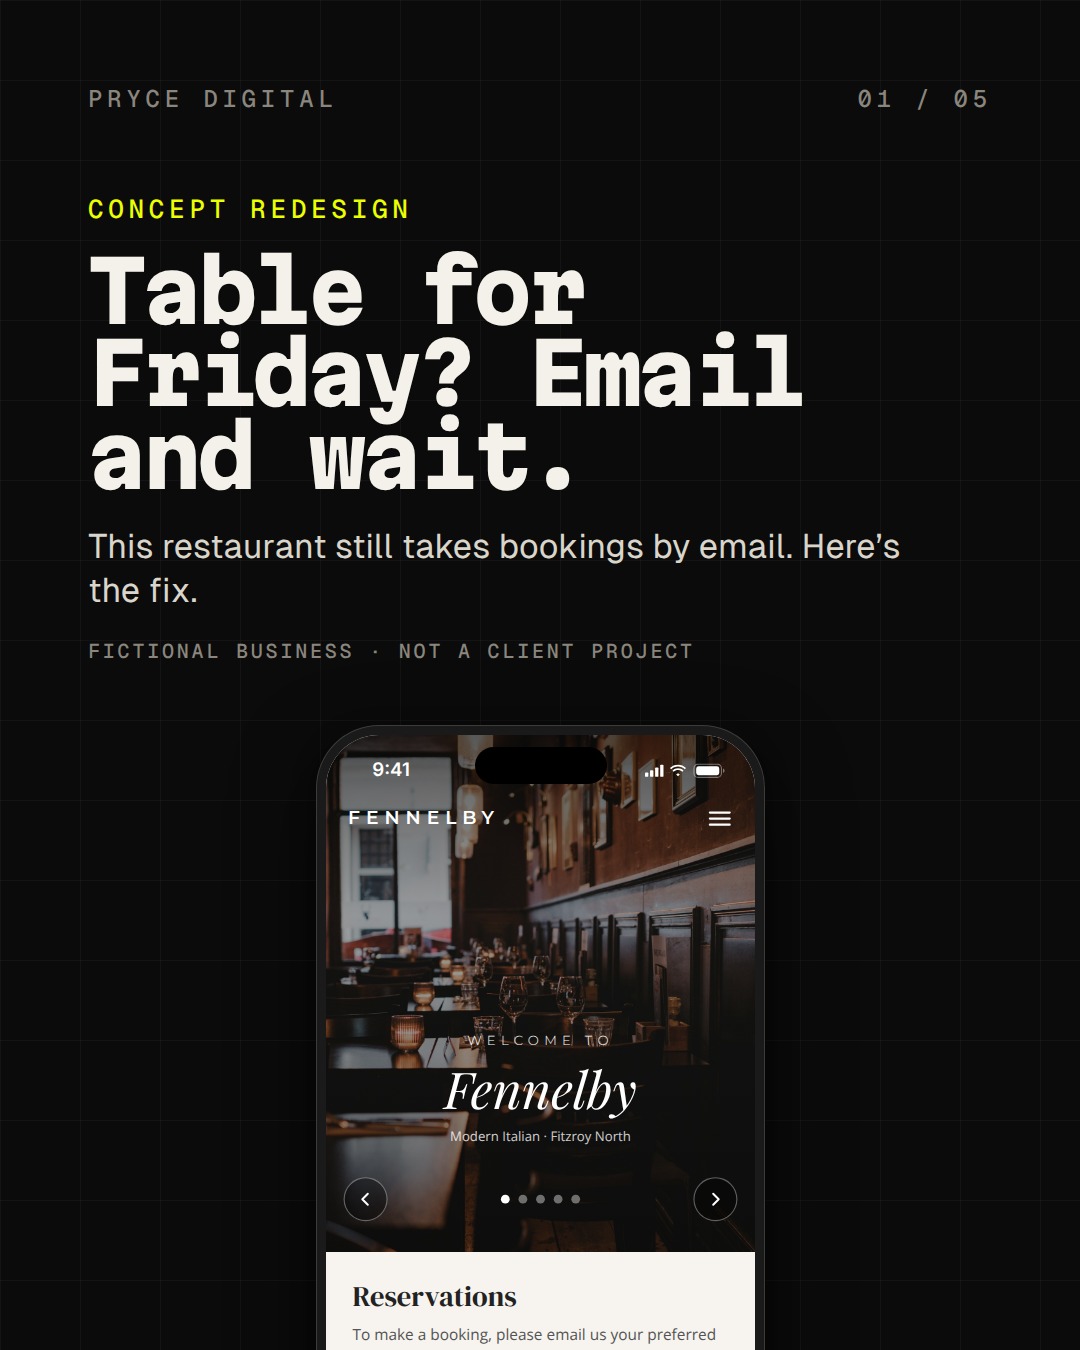 PRYCE DIGITAL
01 / 05
CONCEPT REDESIGN
Table for
Friday? Email
and wait.
This restaurant still takes bookings by email. Here’s
the fix.
FICTIONAL BUSINESS · NOT A CLIENT PROJECT
9:41
FENNELBY
WELCOME TO
Fennelby
Modern Italian · Fitzroy North
Reservations
To make a booking, please email us your preferred